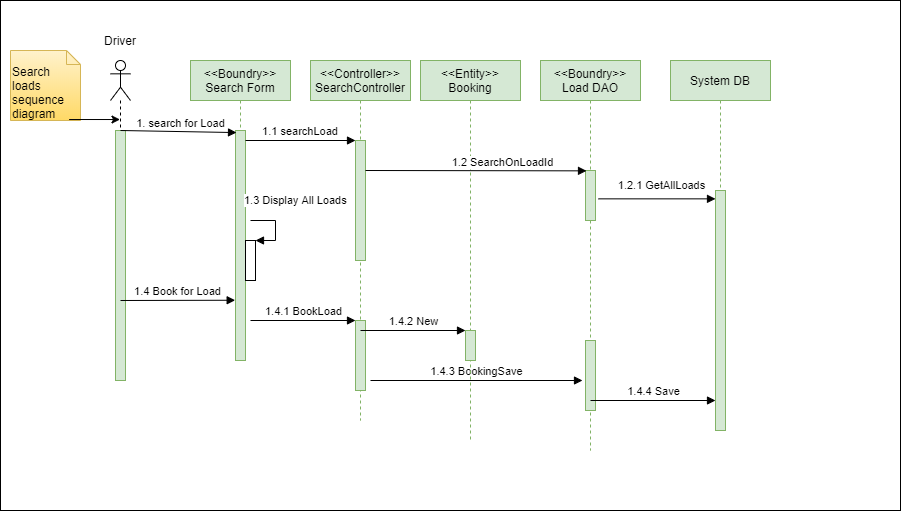 Driver
Search
loads
sequence
diagram
<<Boundry>>
Search Form
<<Controller>>
SearchController
<<Entity>>
Booking
<<Boundry>>
Load DAO
System DB
1. search for Load
1.1 searchLoad
1.2 SearchOnLoadId
1.2.1 GetAllLoads
1.3 Display All Loads
1.4 Book for Load
1.4.1 BookLoad
1.4.2 New
1.4.3 BookingSave
1.4.4 Save